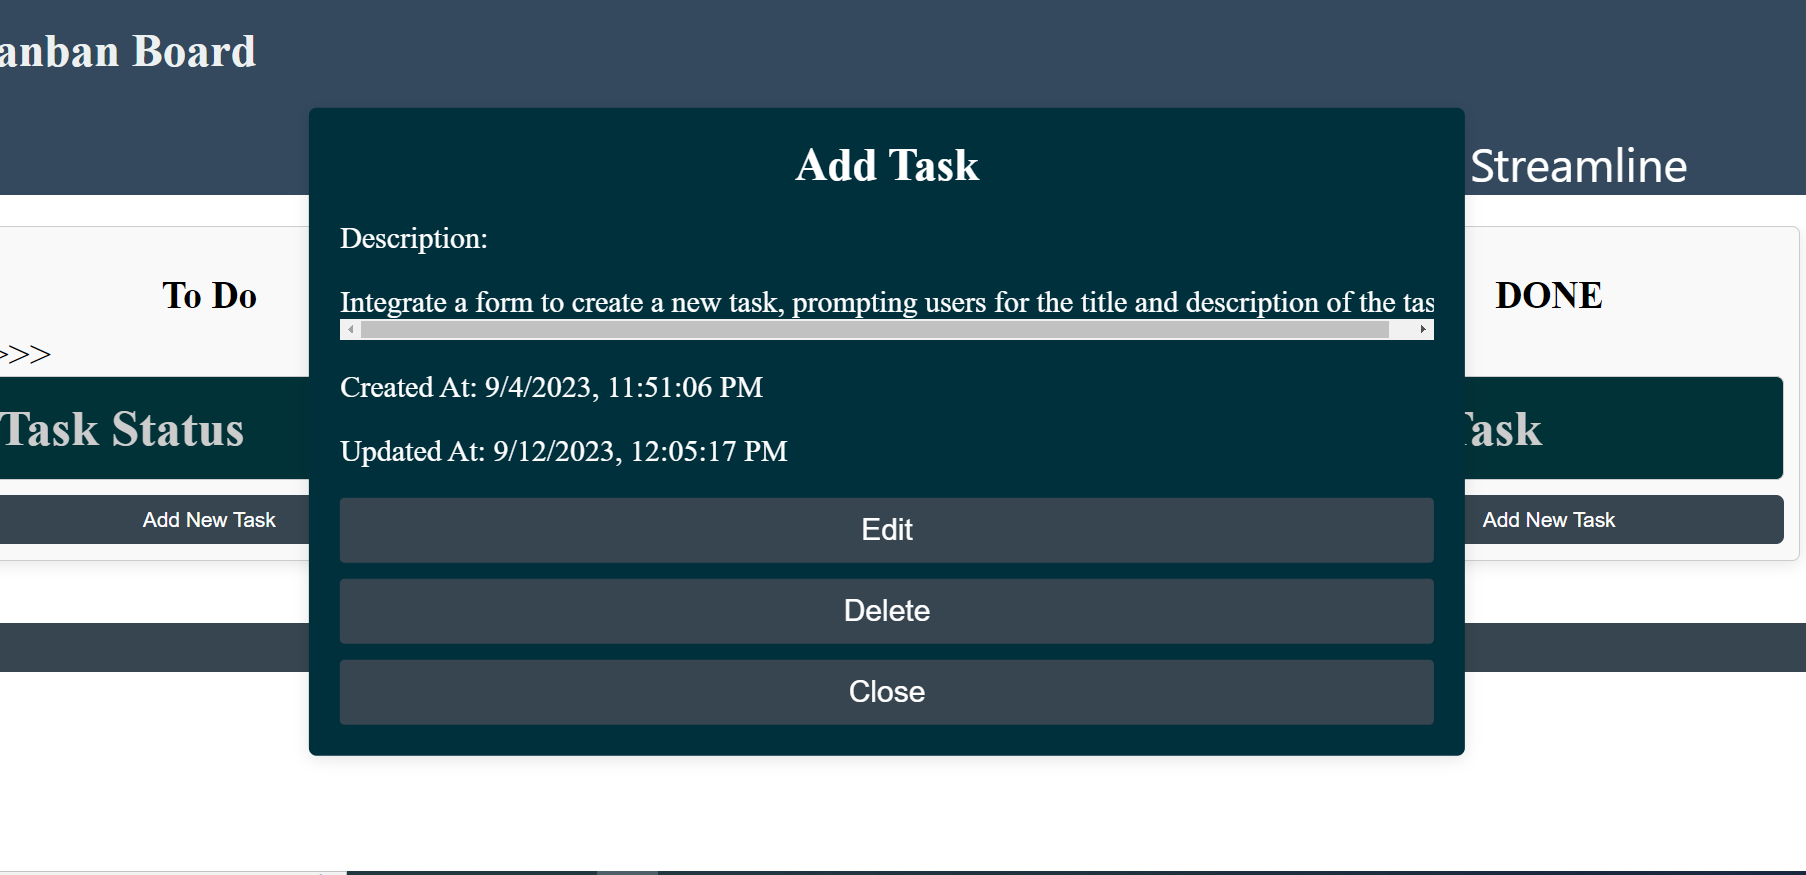 anban Board
Streamline
Add Task
Description:
Integrate a form to create a new task, prompting users for the title and description of the tas
Created At: 9/4/2023, 11:51:06 PM
Updated At: 9/12/2023, 12:05:17 PM
Edit
Delete
Close
To Do
>>>
Task Status
Add New Task
DONE
Task
Add New Task